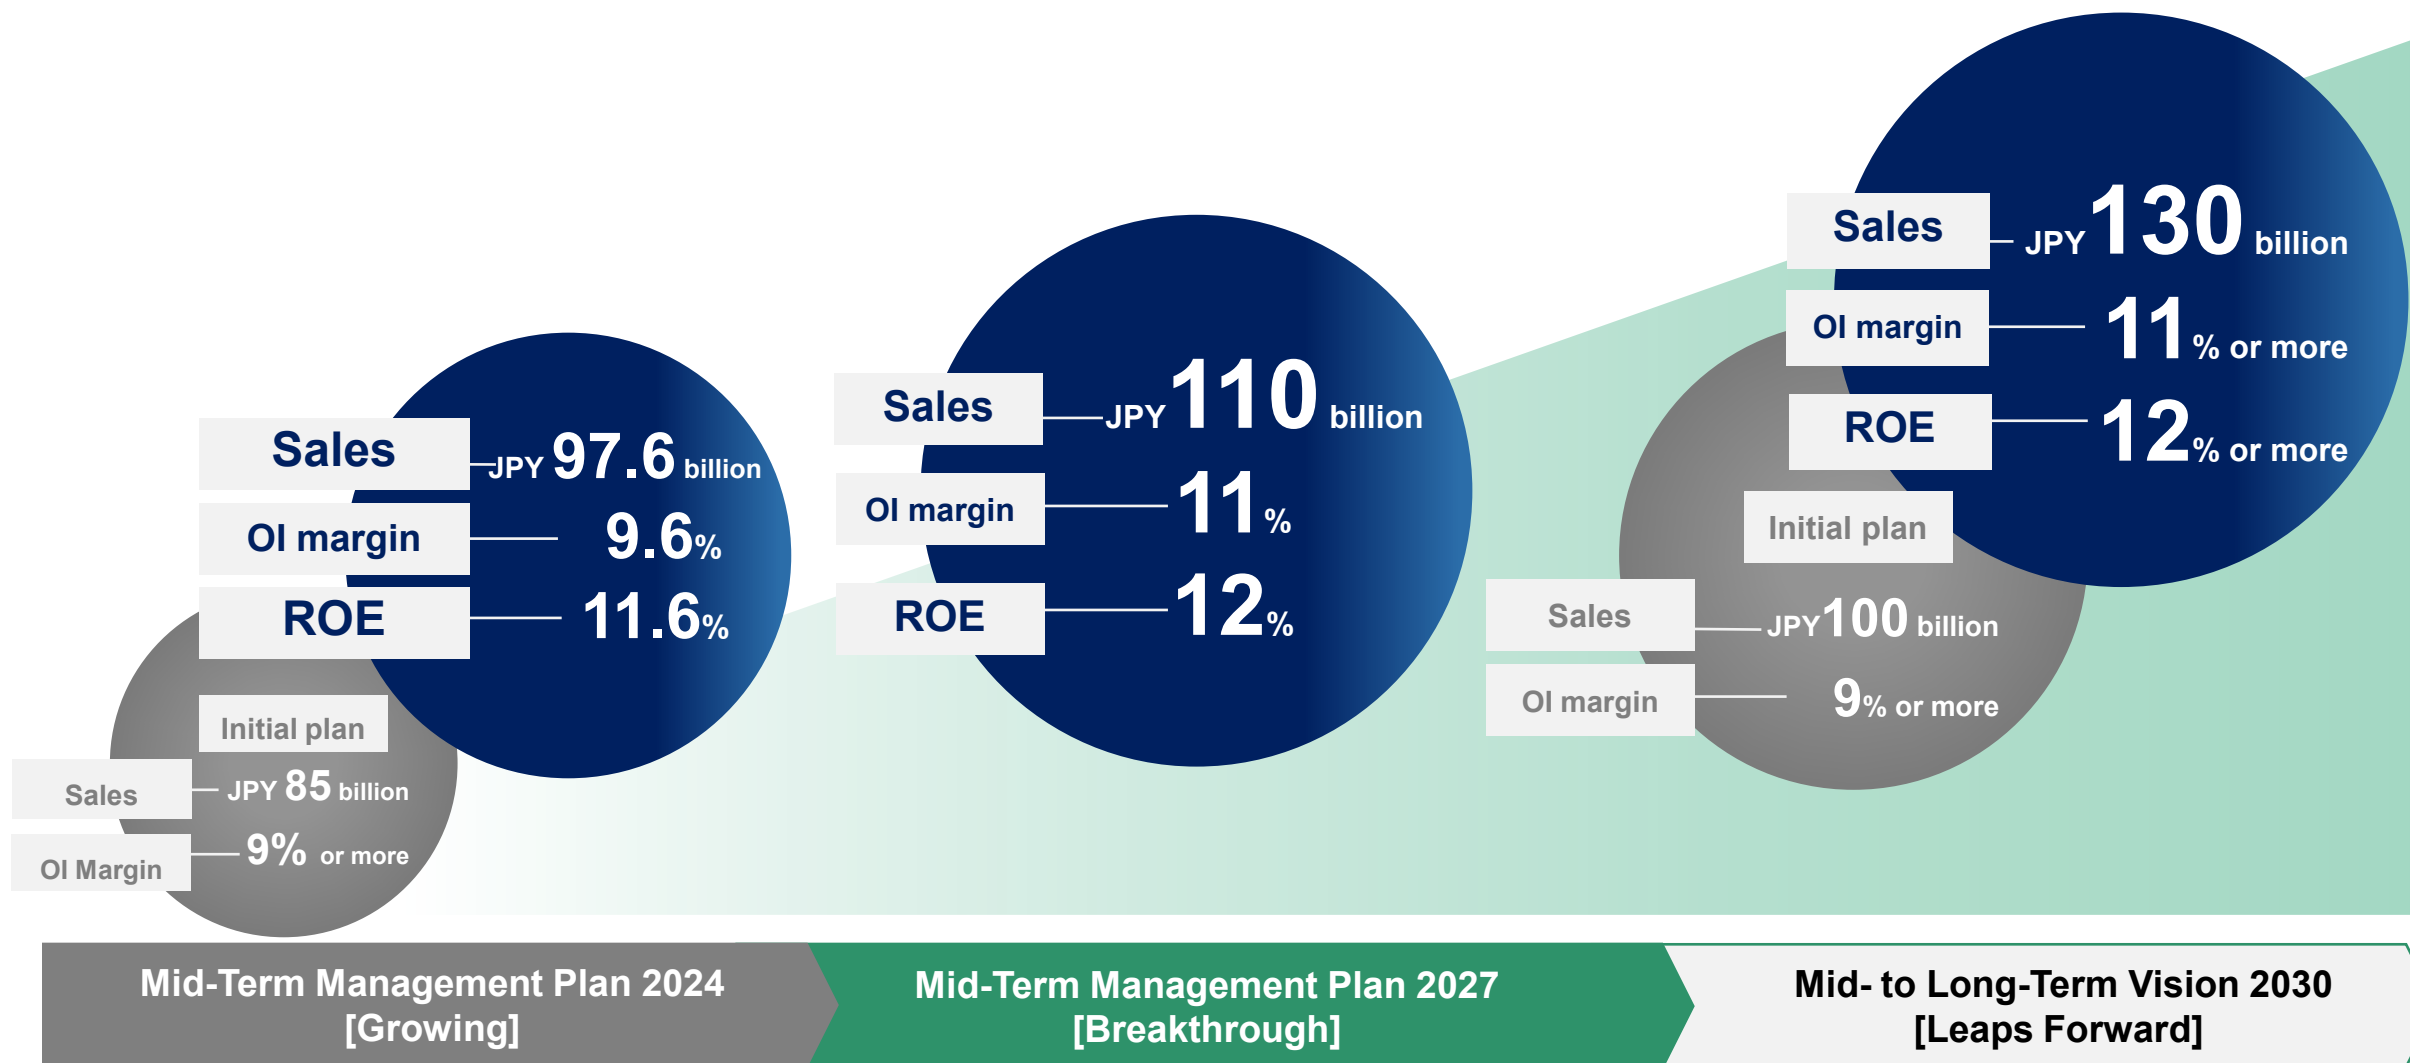 Sales JPY 97.6 billion
OI margin 9.6%
ROE 11.6%
Initial plan
Sales JPY 85 billion
OI Margin 9% or more
Sales JPY 110 billion
OI margin 11%
ROE 12%
Sales JPY 130 billion
OI margin 11% or more
ROE 12% or more
Initial plan
Sales JPY 100 billion
OI margin 9% or more
Mid-Term Management Plan 2024
[Growing]
Mid-Term Management Plan 2027
[Breakthrough]
Mid- to Long-Term Vision 2030
[Leaps Forward]